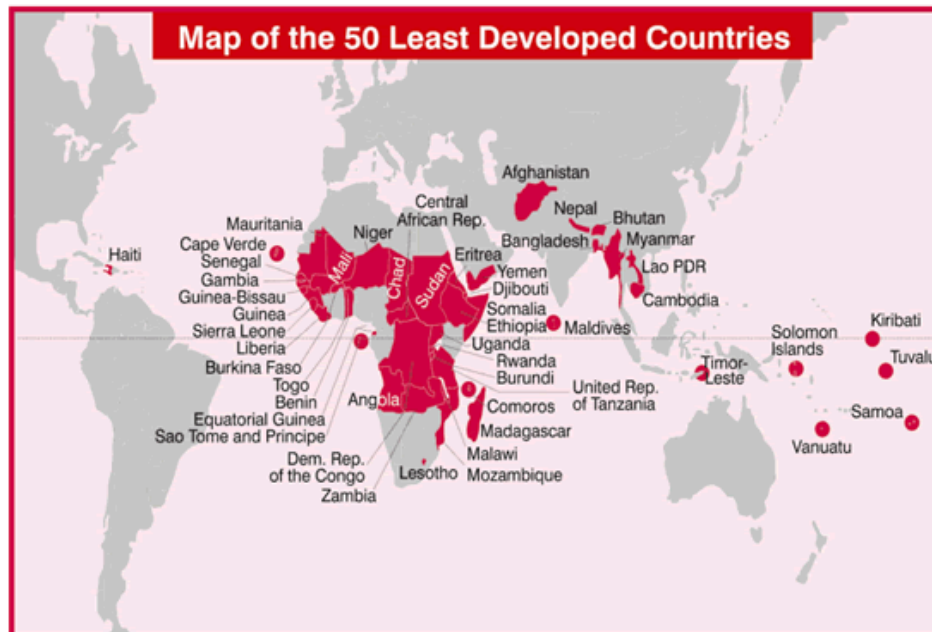 Map of the 50 Least Developed Countries
Afghanistan
Central
African Rep.
Nepal
Bhutan
Mauritania
Niger
Bangladesh
Myanmar
Cape Verde
Haiti
Mali
Chad
Sudan
Eritrea
Senegal
Yemen
Lao PDR
Gambia
Djibouti
Guinea-Bissau
Cambodia
Guinea
Somalia
Sierra Leone
Ethiopia
Maldives
Kiribati
Liberia
Uganda
Solomon
Islands
Burkina Faso
Rwanda
Tuvalu
Togo
Burundi
Timor-
Leste
Benin
United Rep.
of Tanzania
Angola
Comoros
Equatorial Guinea
Samoa
Sao Tome and Principe
Madagascar
Vanuatu
Malawi
Dem. Rep.
of the Congo
Lesotho
Mozambique
Zambia